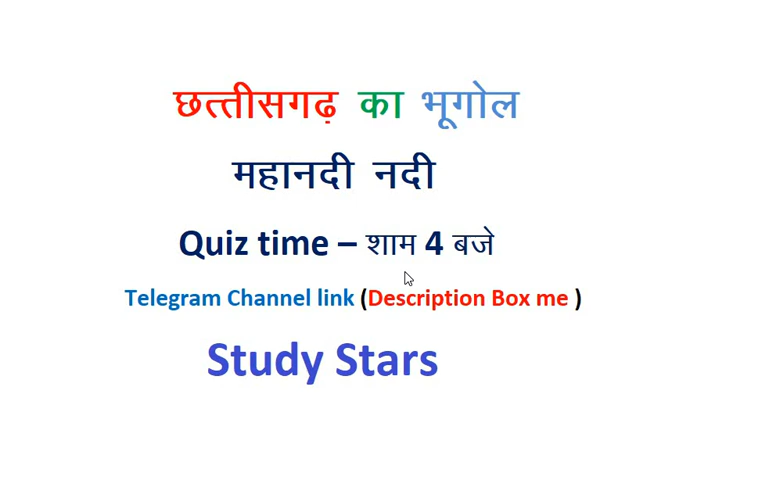 छत्तीसगढ़ का भूगोल
महानदी नदी
Quiz time – शाम 4 बजे
Telegram Channel link (Description Box me )
Study Stars